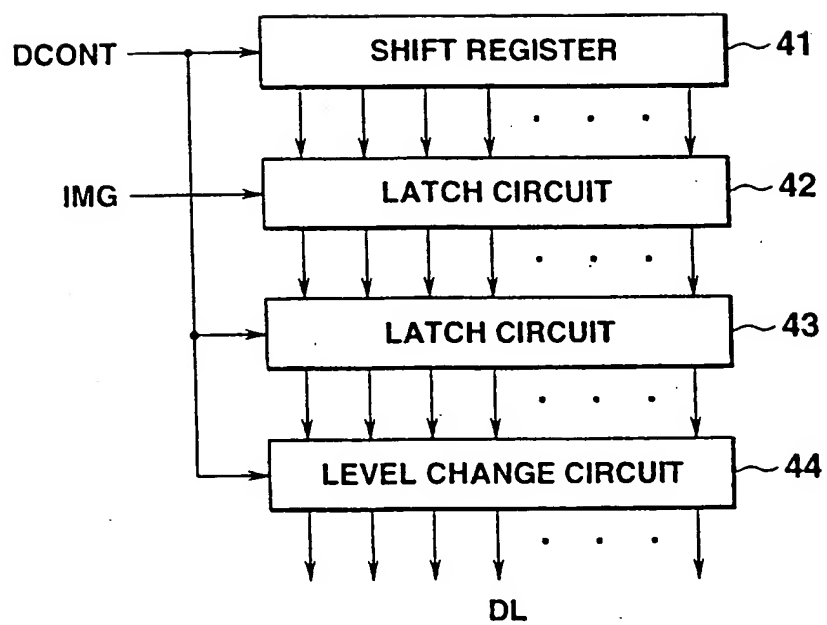 DCONT
SHIFT REGISTER
41
IMG
LATCH CIRCUIT
42
LATCH CIRCUIT
43
LEVEL CHANGE CIRCUIT
44
DL